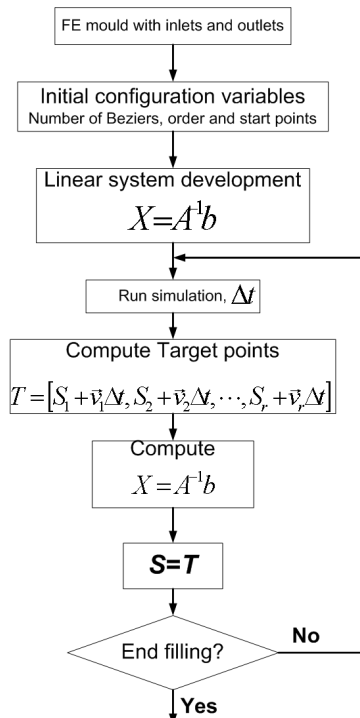 FE mould with inlets and outlets
Initial configuration variables
Number of Beziers, order and start points
Linear system development
X=A⁻¹b
Run simulation, Δt
Compute Target points
T = [S₁ + v⃗₁Δt, S₂ + v⃗₂Δt, ⋯, Sᵣ + v⃗ᵣΔt]
Compute
X=A⁻¹b
S=T
End filling?
No
Yes